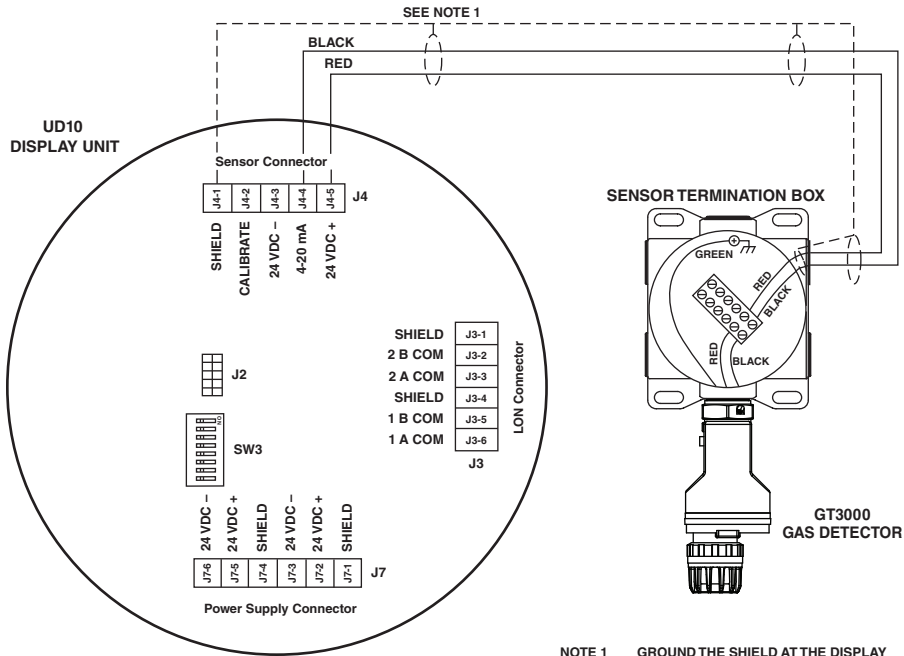 SEE NOTE 1
BLACK
RED
UD10
DISPLAY UNIT
Sensor Connector
J4-1
J4-2
J4-3
J4-4
J4-5
J4
SHIELD
CALIBRATE
24 VDC –
4-20 mA
24 VDC +
SENSOR TERMINATION BOX
GREEN
RED
BLACK
RED
BLACK
SHIELD J3-1
2 B COM J3-2
2 A COM J3-3
SHIELD J3-4
1 B COM J3-5
1 A COM J3-6
LON Connector
J3
J2
ON
SW3
24 VDC –
24 VDC +
SHIELD
24 VDC –
24 VDC +
SHIELD
J7-6
J7-5
J7-4
J7-3
J7-2
J7-1
J7
Power Supply Connector
GT3000
GAS DETECTOR
NOTE 1 GROUND THE SHIELD AT THE DISPLAY